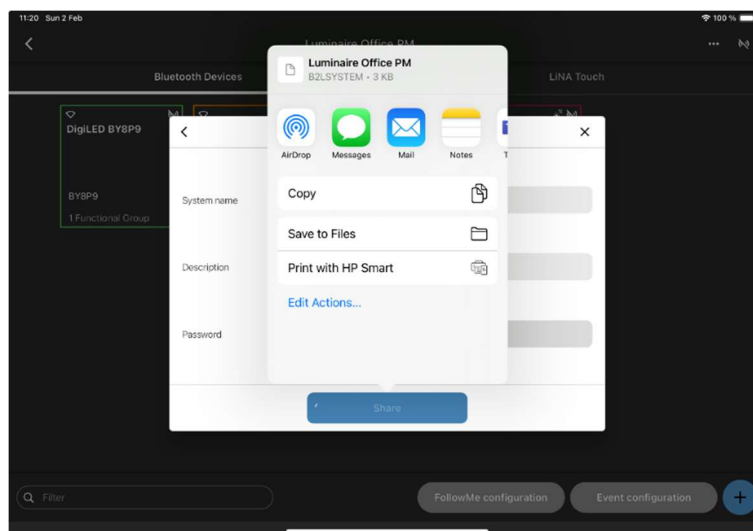 11:20 Sun 2 Feb
100 %
Luminaire Office PM
Bluetooth Devices
LiNA Touch
DigiLED BY8P9
BY8P9
1 Functional Group
Luminaire Office PM
B2LSYSTEM • 3 KB
AirDrop
Messages
Mail
Notes
Copy
Save to Files
Print with HP Smart
Edit Actions...
System name
Description
Password
Share
Filter
FollowMe configuration
Event configuration